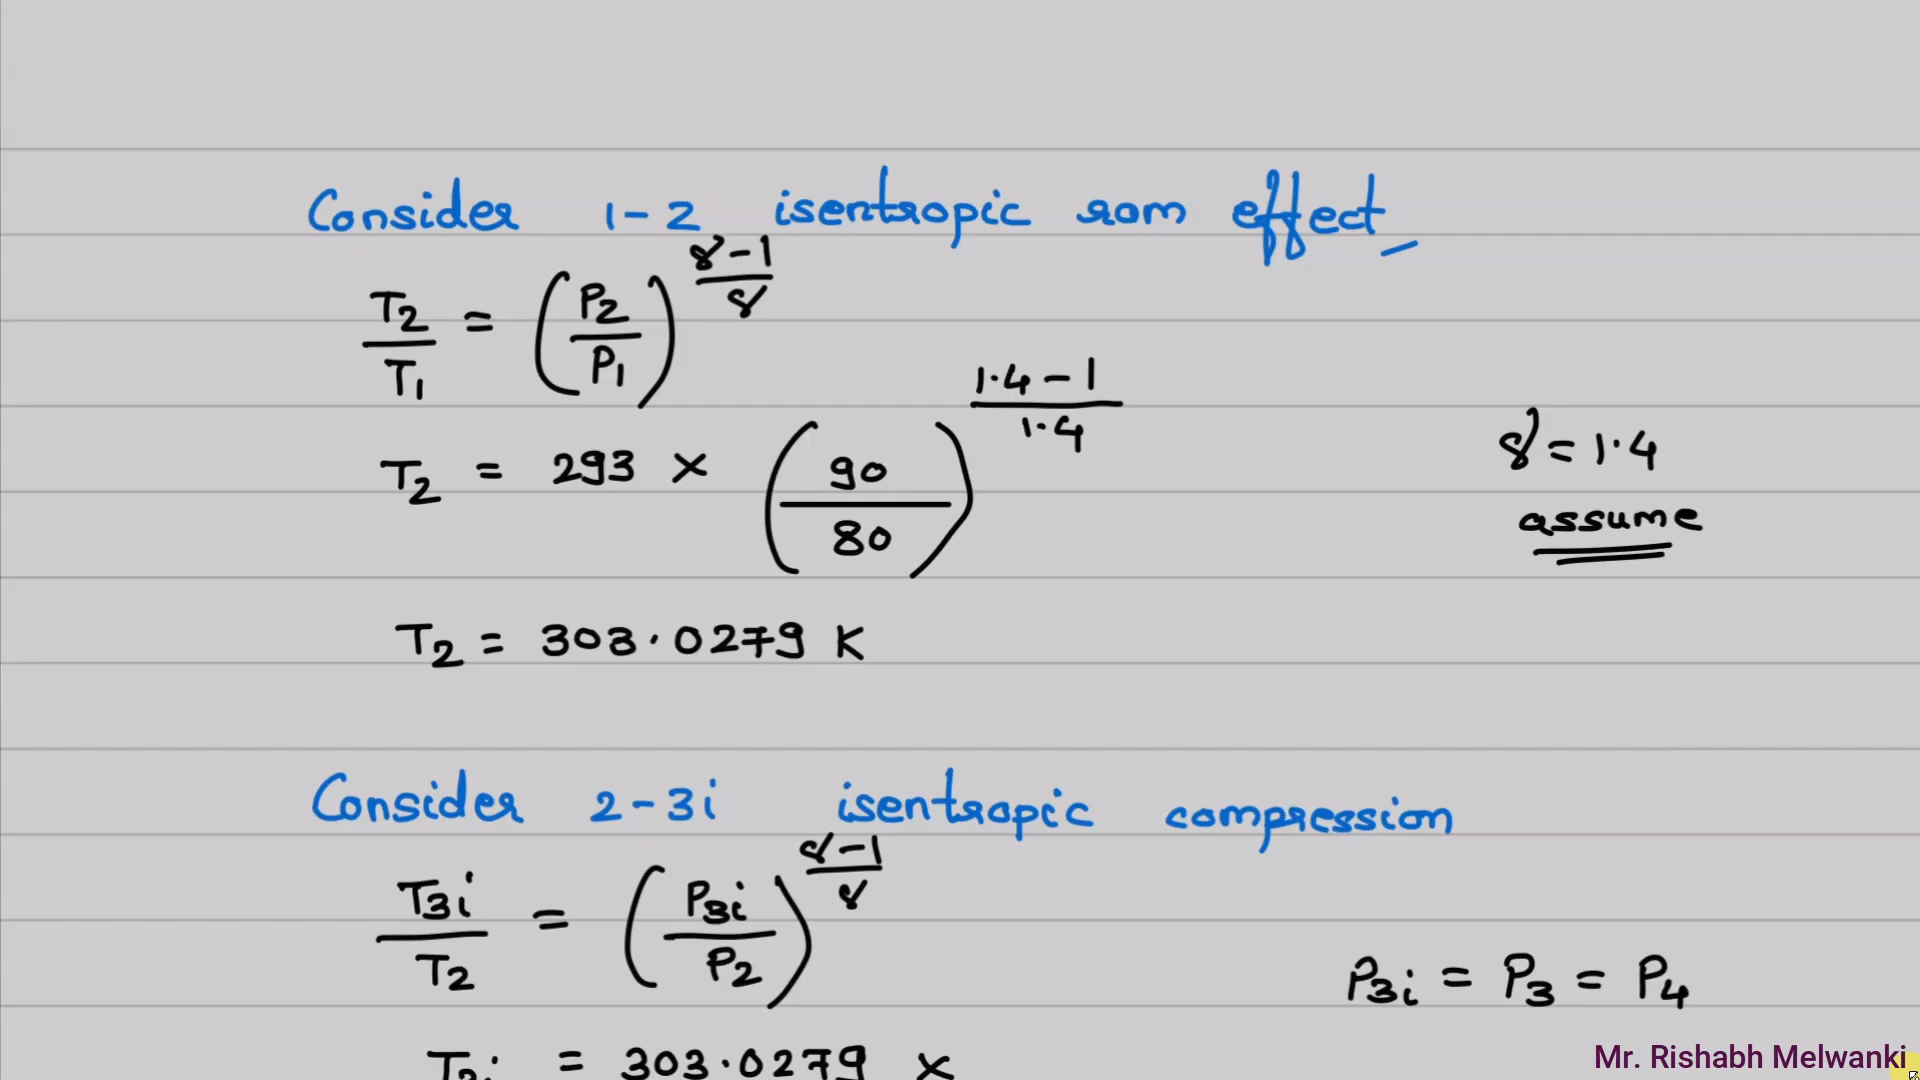 Consider 1-2 isentropic ram effect
T2/T1 = (P2/P1)^(γ-1)/γ
T2 = 293 × (90/80)^(1.4-1)/1.4
γ = 1.4
assume
T2 = 303.0279 K
Consider 2-3i isentropic compression
T3i/T2 = (P3i/P2)^(γ-1)/γ
P3i = P3 = P4
T3i = 303.0279 ×
Mr. Rishabh Melwanki